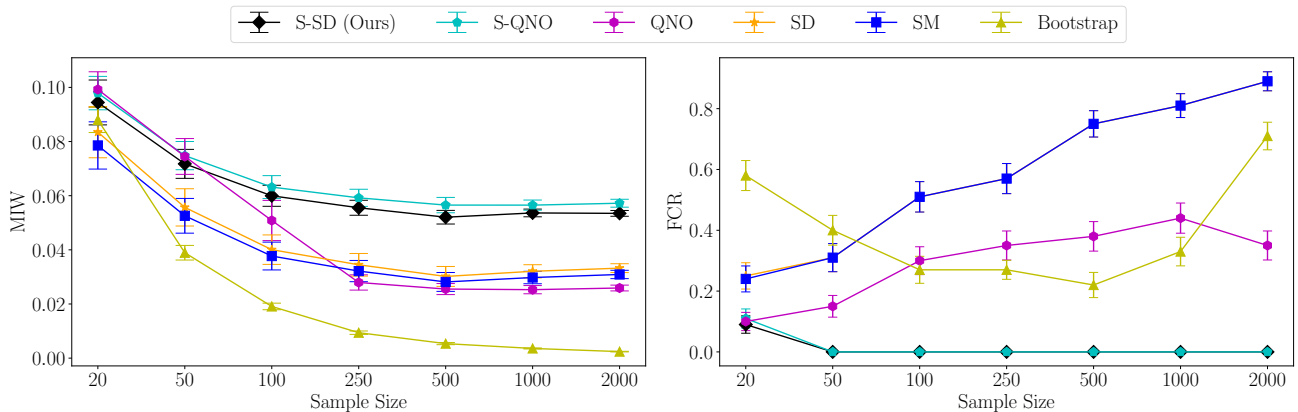 S-SD (Ours) S-QNO QNO SD SM Bootstrap
MIW
0.10
0.08
0.06
0.04
0.02
0.00
20 50 100 250 500 1000 2000
Sample Size
FCR
0.8
0.6
0.4
0.2
0.0
20 50 100 250 500 1000 2000
Sample Size